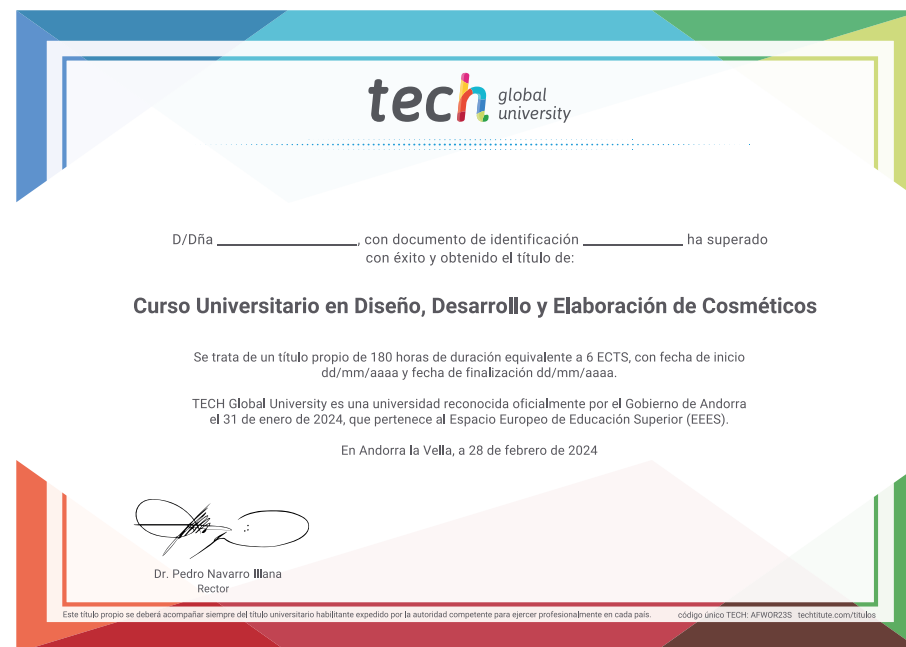 tech global university
D/Dña ____________, con documento de identificación ____________ ha superado
con éxito y obtenido el título de:
Curso Universitario en Diseño, Desarrollo y Elaboración de Cosméticos
Se trata de un título propio de 180 horas de duración equivalente a 6 ECTS, con fecha de inicio
dd/mm/aaaa y fecha de finalización dd/mm/aaaa.
TECH Global University es una universidad reconocida oficialmente por el Gobierno de Andorra
el 31 de enero de 2024, que pertenece al Espacio Europeo de Educación Superior (EEES).
En Andorra la Vella, a 28 de febrero de 2024
Dr. Pedro Navarro Illana
Rector
Este título propio se deberá acompañar siempre del título universitario habilitante expedido por la autoridad competente para ejercer profesionalmente en cada país. código único TECH: AFWOR23S techtitute.com/titulos